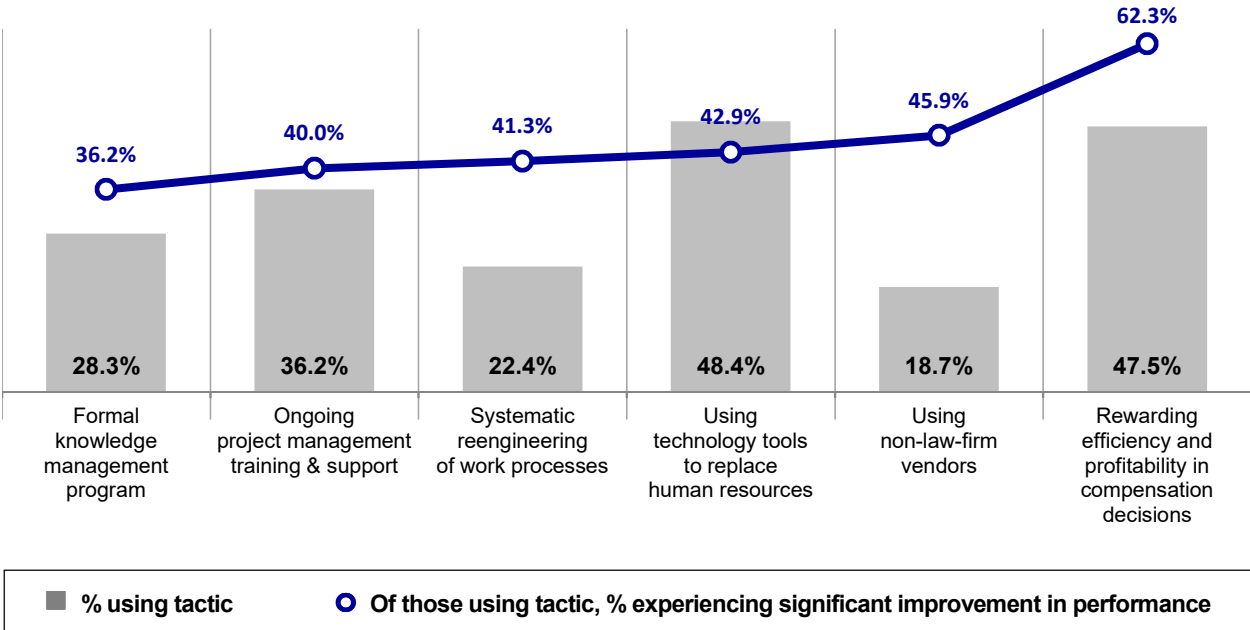 62.3%
45.9%
42.9%
41.3%
40.0%
36.2%
28.3%
36.2%
22.4%
48.4%
18.7%
47.5%
Formal
knowledge
management
program
Ongoing
project management
training & support
Systematic
reengineering
of work processes
Using
technology tools
to replace
human resources
Using
non-law-firm
vendors
Rewarding
efficiency and
profitability in
compensation
decisions
% using tactic
Of those using tactic, % experiencing significant improvement in performance